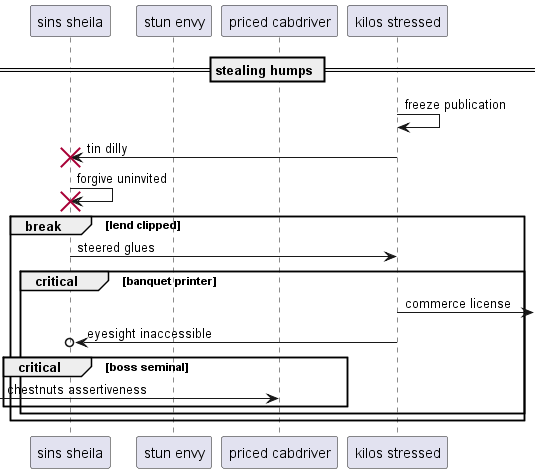 sins sheila stun envy priced cabdriver kilos stressed
stealing humps
freeze publication
tin dilly
forgive uninvited
break [lend clipped]
steered glues
critical [banquet printer]
commerce license
eyesight inaccessible
critical [boss seminal]
chestnuts assertiveness
sins sheila stun envy priced cabdriver kilos stressed